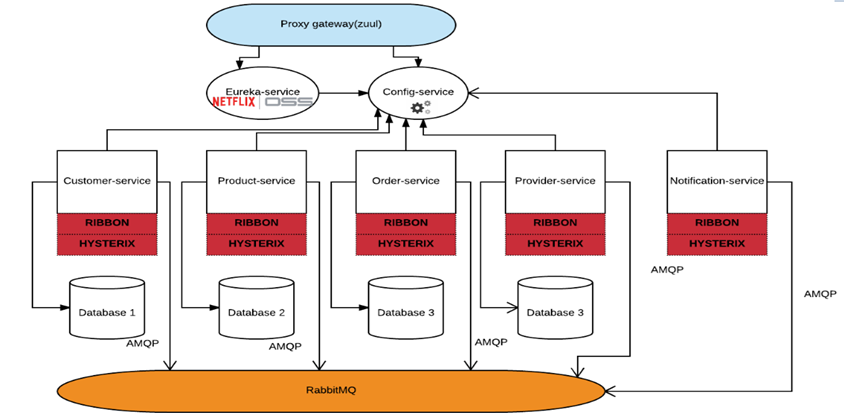 Proxy gateway(zuul)
Eureka-service
NETFLIX OSS
Config-service
Customer-service
Product-service
Order-service
Provider-service
Notification-service
RIBBON
RIBBON
RIBBON
RIBBON
RIBBON
HYSTERIX
HYSTERIX
HYSTERIX
HYSTERIX
HYSTERIX
AMQP
AMQP
Database 1
Database 2
Database 3
Database 3
AMQP
AMQP
AMQP
RabbitMQ